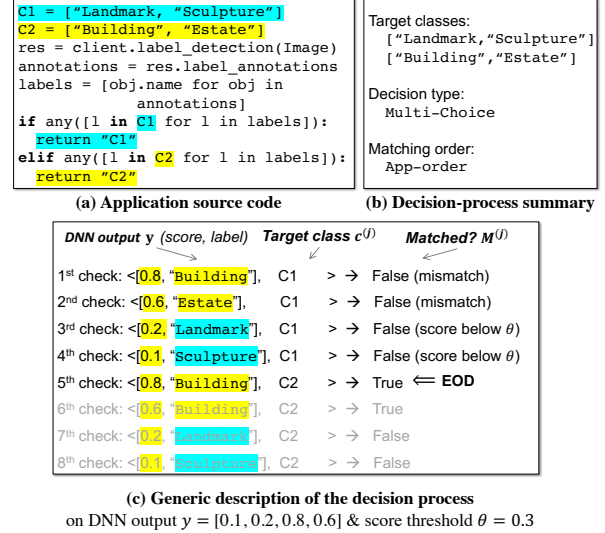 C1 = ["Landmark, "Sculpture"]
C2 = ["Building", "Estate"]
res = client.label_detection(Image)
annotations = res.label_annotations
labels = [obj.name for obj in
annotations]
if any([l in C1 for l in labels]):
return "C1"
elif any([l in C2 for l in labels]):
return "C2"
(a) Application source code
Target classes:
["Landmark,"Sculpture"]
["Building","Estate"]
Decision type:
Multi-Choice
Matching order:
App-order
(b) Decision-process summary
DNN output y (score, label) Target class c^(j) Matched? M^(j)
1st check: <[0.8, "Building"], C1 > → False (mismatch)
2nd check: <[0.6, "Estate"], C1 > → False (mismatch)
3rd check: <[0.2, "Landmark"], C1 > → False (score below θ)
4th check: <[0.1, "Sculpture"], C1 > → False (score below θ)
5th check: <[0.8, "Building"], C2 > → True ⟸ EOD
6th check: <[0.6, "Building"], C2 > → True
7th check: <[0.2, "Landmark"], C2 > → False
8th check: <[0.1, "Sculpture"], C2 > → False
(c) Generic description of the decision process
on DNN output y = [0.1, 0.2, 0.8, 0.6] & score threshold θ = 0.3